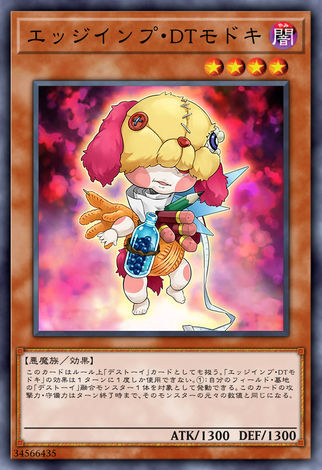 エッジインプ・DTモドキ
闇
やみ
【悪魔族／効果】
このカードはルール上「デストーイ」カードとしても扱う。「エッジインプ・DTモ
ドキ」の効果は１ターンに１度しか使用できない。①：自分のフィールド・墓地
の「デストーイ」融合モンスター１体を対象として発動できる。このカードの攻
撃力・守備力はターン終了時まで、そのモンスターの元々の数値と同じになる。
ATK/1300 DEF/1300
34566435